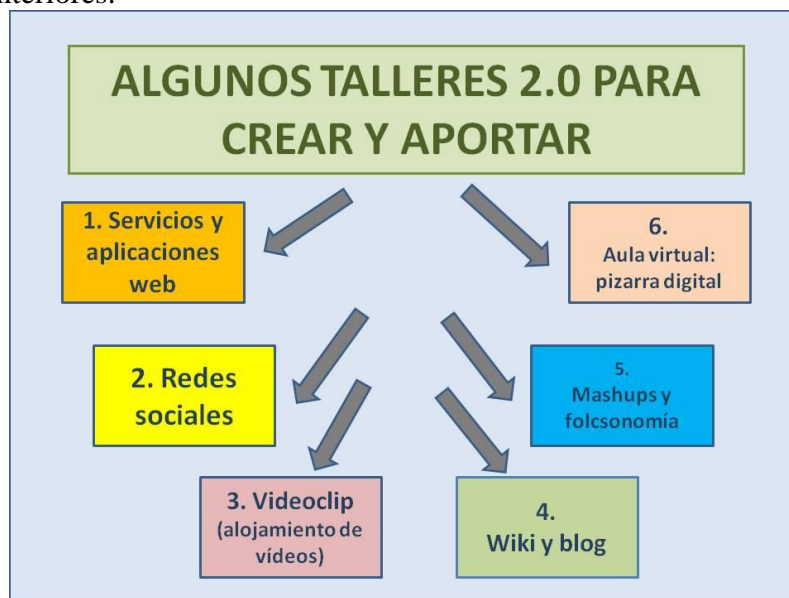 ALGUNOS TALLERES 2.0 PARA
CREAR Y APORTAR
1. Servicios y
aplicaciones
web
2. Redes
sociales
3. Videoclip
(alojamiento de
vídeos)
4.
Wiki y blog
5.
Mashups y
folcsonomía
6.
Aula virtual:
pizarra digital